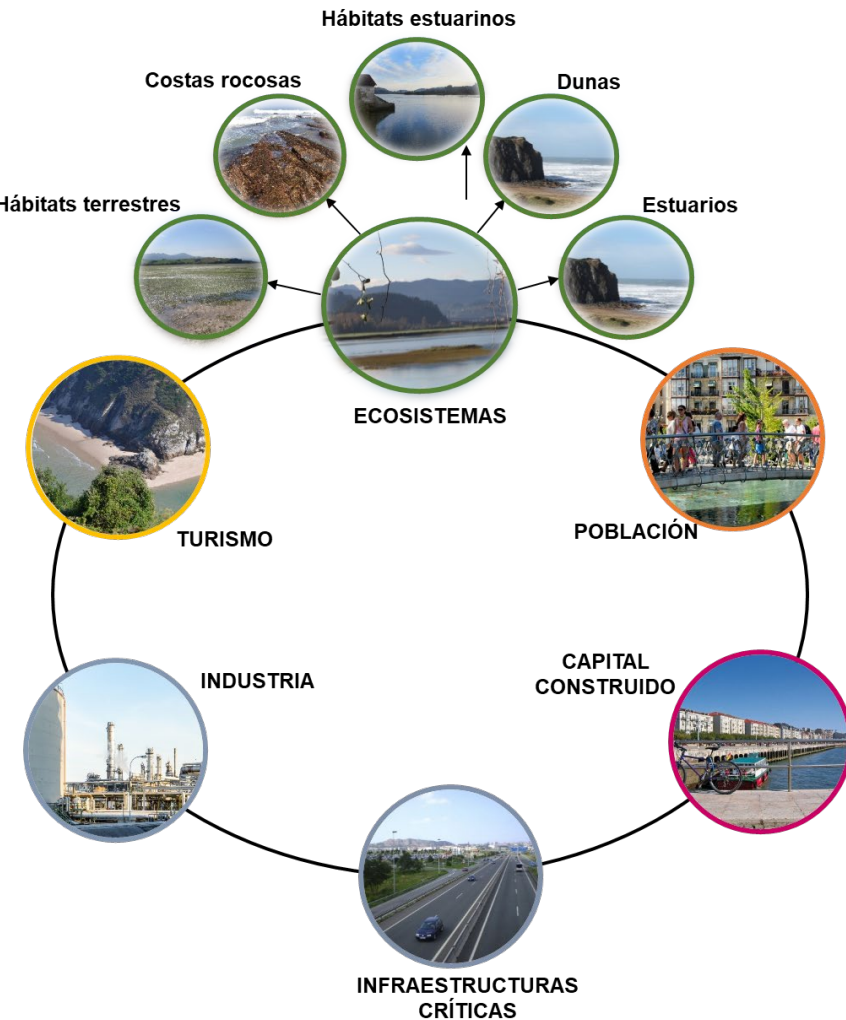 Hábitats estuarinos
Costas rocosas
Dunas
Hábitats terrestres
Estuarios
ECOSISTEMAS
TURISMO
POBLACIÓN
INDUSTRIA
CAPITAL
CONSTRUIDO
INFRAESTRUCTURAS
CRÍTICAS